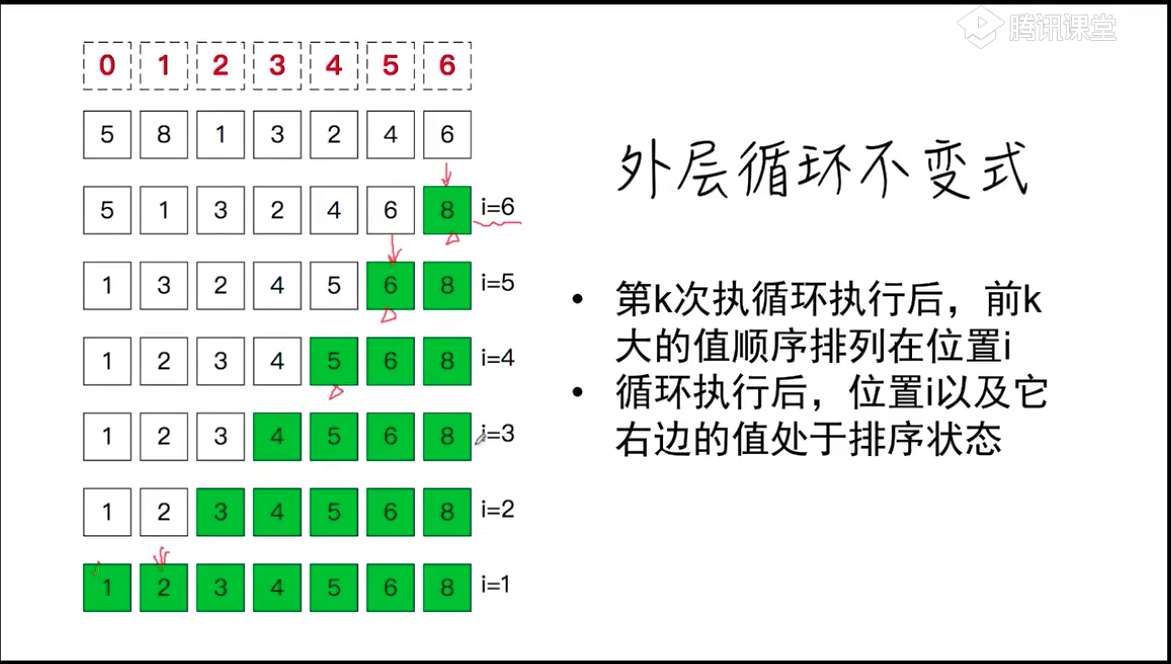 腾讯课堂
0 1 2 3 4 5 6
5 8 1 3 2 4 6
5 1 3 2 4 6 8 i=6
1 3 2 4 5 6 8 i=5
1 2 3 4 5 6 8 i=4
1 2 3 4 5 6 8 i=3
1 2 3 4 5 6 8 i=2
1 2 3 4 5 6 8 i=1
外层循环不变式
• 第k次执循环执行后，前k
大的值顺序排列在位置i
• 循环执行后，位置i以及它
右边的值处于排序状态